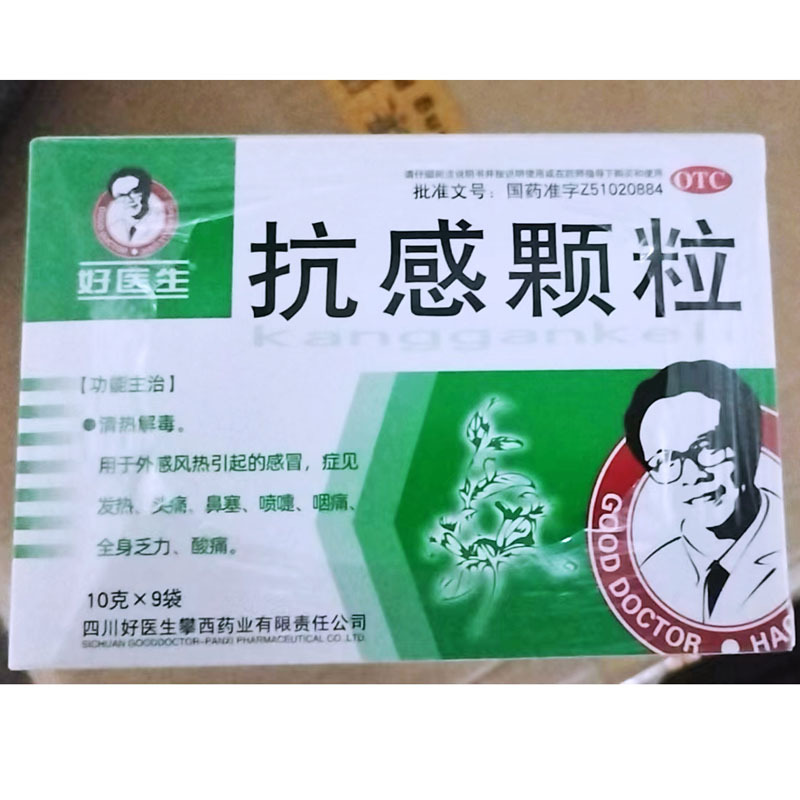 请仔细阅读说明书并按说明使用或在药师指导下购买和使用
OTC
批准文号：国药准字Z51020884
GOOD DOCTOR
好医生
抗感颗粒
kanggankeli
【功能主治】
●清热解毒。
用于外感风热引起的感冒，症见
发热、头痛、鼻塞、喷嚏、咽痛、
全身乏力、酸痛。
GOOD DOCTOR • HAO
10克×9袋
四川好医生攀西药业有限责任公司
SICHUAN GOODDOCTOR-PANXI PHARMACEUTICAL CO.,LTD.